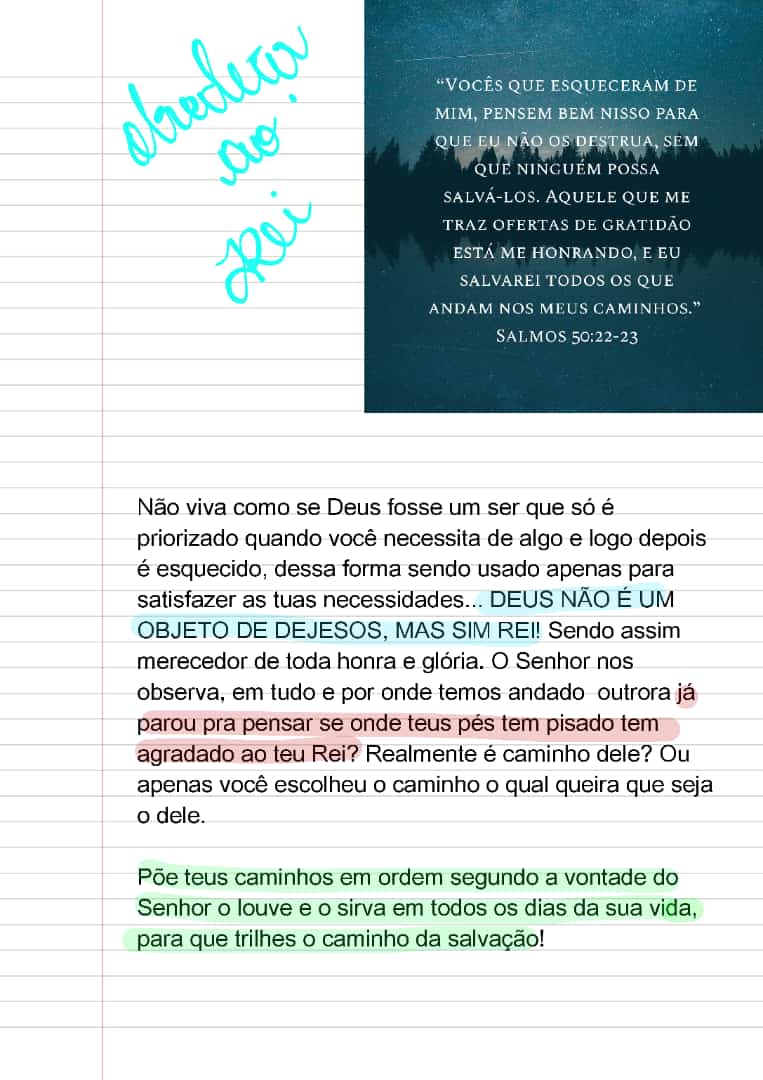 obedeça
ao
Rei
“Vocês que esqueceram de
mim, pensem bem nisso para
que eu não os destrua, sem
que ninguém possa
salvá-los. Aquele que me
traz ofertas de gratidão
está me honrando, e eu
salvarei todos os que
andam nos meus caminhos.”
Salmos 50:22-23
Não viva como se Deus fosse um ser que só é
priorizado quando você necessita de algo e logo depois
é esquecido, dessa forma sendo usado apenas para
satisfazer as tuas necessidades... DEUS NÃO É UM
OBJETO DE DEJESOS, MAS SIM REI! Sendo assim
merecedor de toda honra e glória. O Senhor nos
observa, em tudo e por onde temos andado  outrora já
parou pra pensar se onde teus pés tem pisado tem
agradado ao teu Rei? Realmente é caminho dele? Ou
apenas você escolheu o caminho o qual queira que seja
o dele.
Põe teus caminhos em ordem segundo a vontade do
Senhor o louve e o sirva em todos os dias da sua vida,
para que trilhes o caminho da salvação!